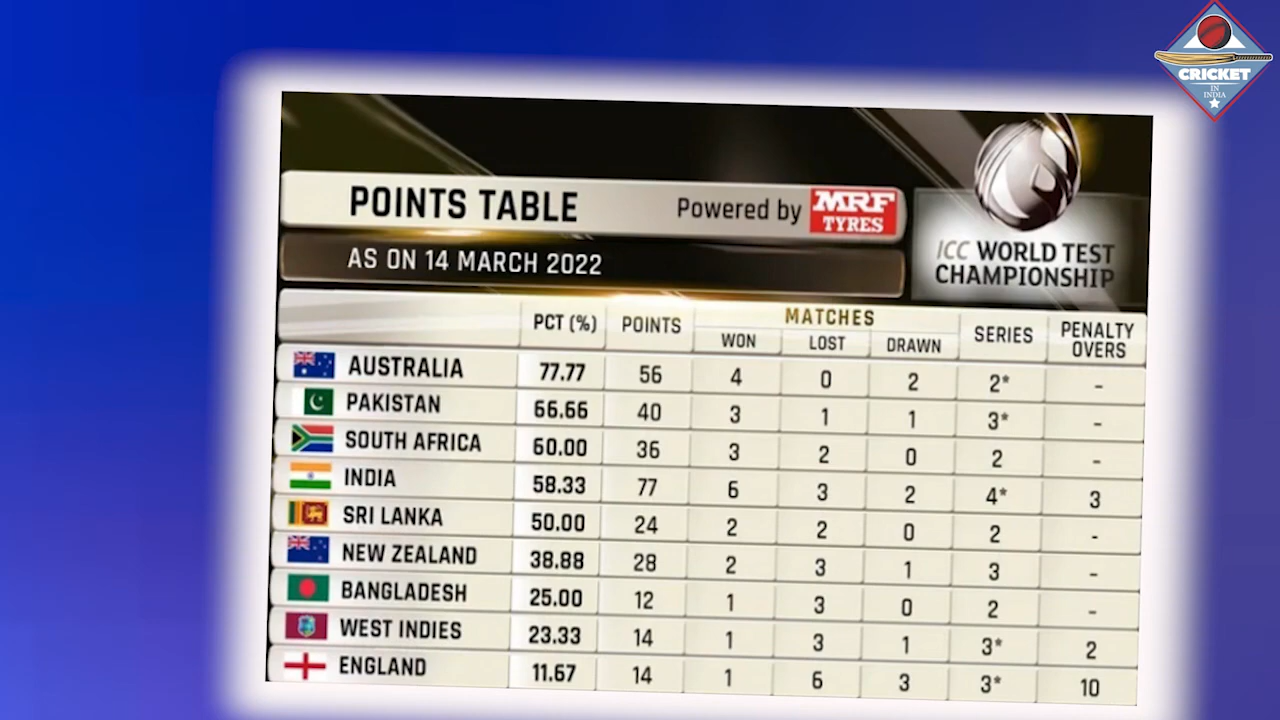 CRICKET
IN
INDIA
POINTS TABLE Powered by MRF TYRES
AS ON 14 MARCH 2022
ICC WORLD TEST
CHAMPIONSHIP
PCT (%) POINTS MATCHES SERIES PENALTY OVERS
WON LOST DRAWN
AUSTRALIA 77.77 56 4 0 2 2* -
PAKISTAN 66.66 40 3 1 1 3* -
SOUTH AFRICA 60.00 36 3 2 0 2 -
INDIA 58.33 77 6 3 2 4* 3
SRI LANKA 50.00 24 2 2 0 2 -
NEW ZEALAND 38.88 28 2 3 1 3 -
BANGLADESH 25.00 12 1 3 0 2 -
WEST INDIES 23.33 14 1 3 1 3* 2
ENGLAND 11.67 14 1 6 3 3* 10